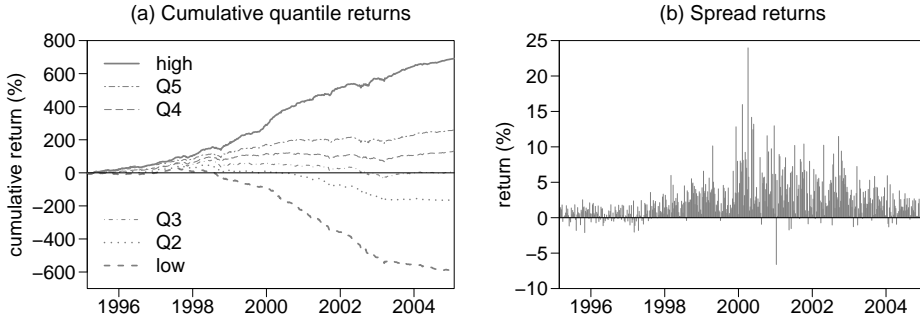 (a) Cumulative quantile returns
cumulative return (%)
800
600
400
200
0
−200
−400
−600
high
Q5
Q4
Q3
Q2
low
1996
1998
2000
2002
2004
(b) Spread returns
return (%)
25
20
15
10
5
0
−5
−10
1996
1998
2000
2002
2004